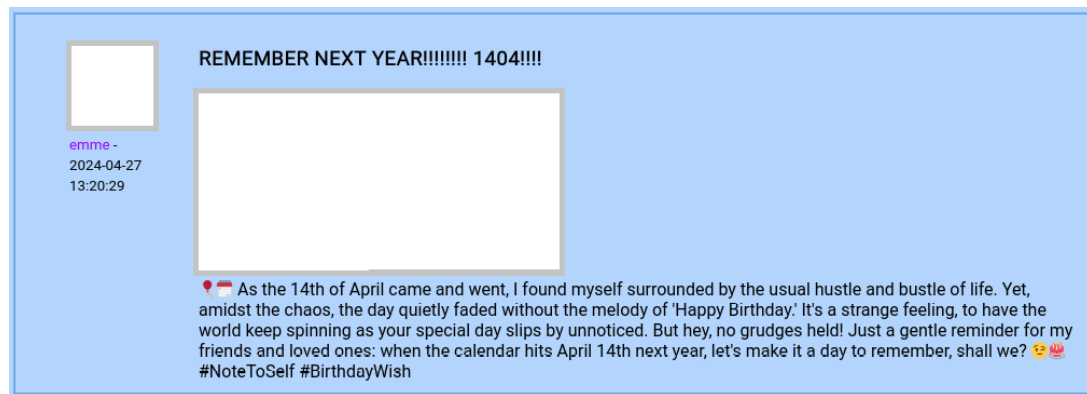 REMEMBER NEXT YEAR!!!!!!!! 1404!!!!
emme -
2024-04-27
13:20:29
🎈📅 As the 14th of April came and went, I found myself surrounded by the usual hustle and bustle of life. Yet,
amidst the chaos, the day quietly faded without the melody of 'Happy Birthday.' It's a strange feeling, to have the
world keep spinning as your special day slips by unnoticed. But hey, no grudges held! Just a gentle reminder for my
friends and loved ones: when the calendar hits April 14th next year, let's make it a day to remember, shall we? 😉🎂
#NoteToSelf #BirthdayWish